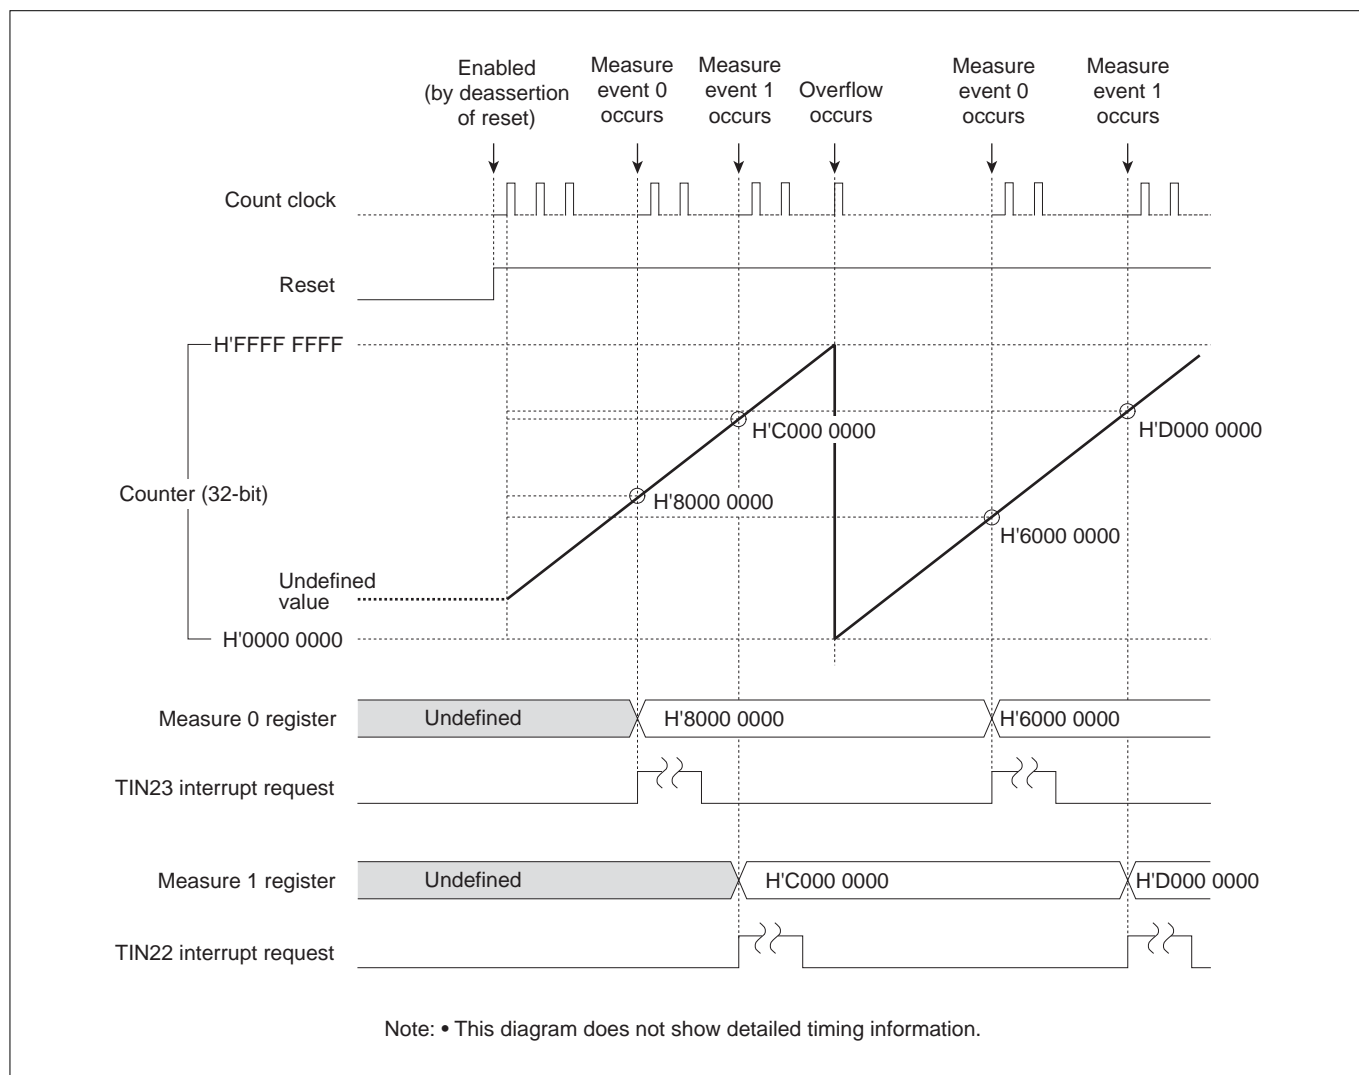 Enabled
(by deassertion
of reset)
Measure
event 0
occurs
Measure
event 1
occurs
Overflow
occurs
Measure
event 0
occurs
Measure
event 1
occurs
Count clock
Reset
H'FFFF FFFF
H'C000 0000
H'D000 0000
Counter (32-bit)
H'8000 0000
H'6000 0000
Undefined
value
H'0000 0000
Measure 0 register
Undefined
H'8000 0000
H'6000 0000
TIN23 interrupt request
Measure 1 register
Undefined
H'C000 0000
H'D000 0000
TIN22 interrupt request
Note: • This diagram does not show detailed timing information.